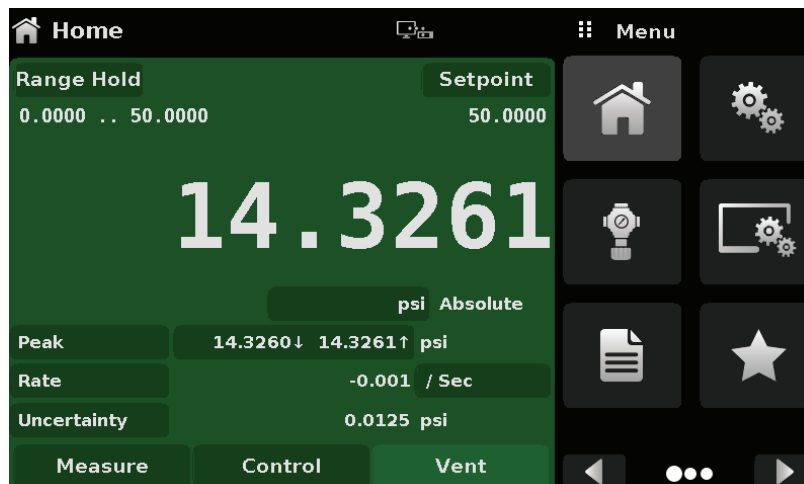 Home
Menu
Range Hold
Setpoint
0.0000 .. 50.0000
50.0000
14.3261
psi Absolute
Peak 14.3260↓ 14.3261↑ psi
Rate -0.001 / Sec
Uncertainty 0.0125 psi
Measure Control Vent